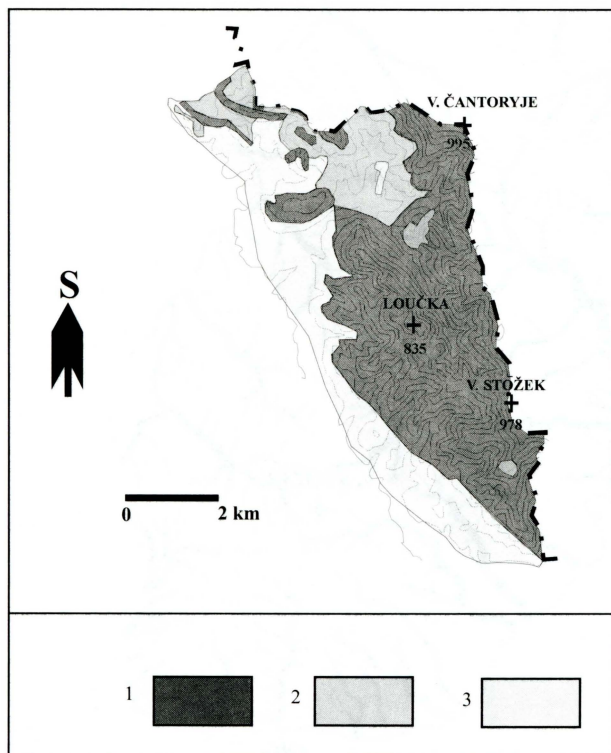 V. ČANTORYJE
995
S
LOUČKA
835
V. STOŽEK
978
0 2 km
1 2 3